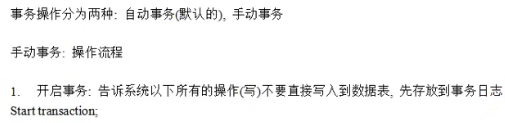 事务操作分为两种: 自动事务(默认的), 手动事务
手动事务: 操作流程
1. 开启事务: 告诉系统以下所有的操作(写)不要直接写入到数据表, 先存放到事务日志
Start transaction;